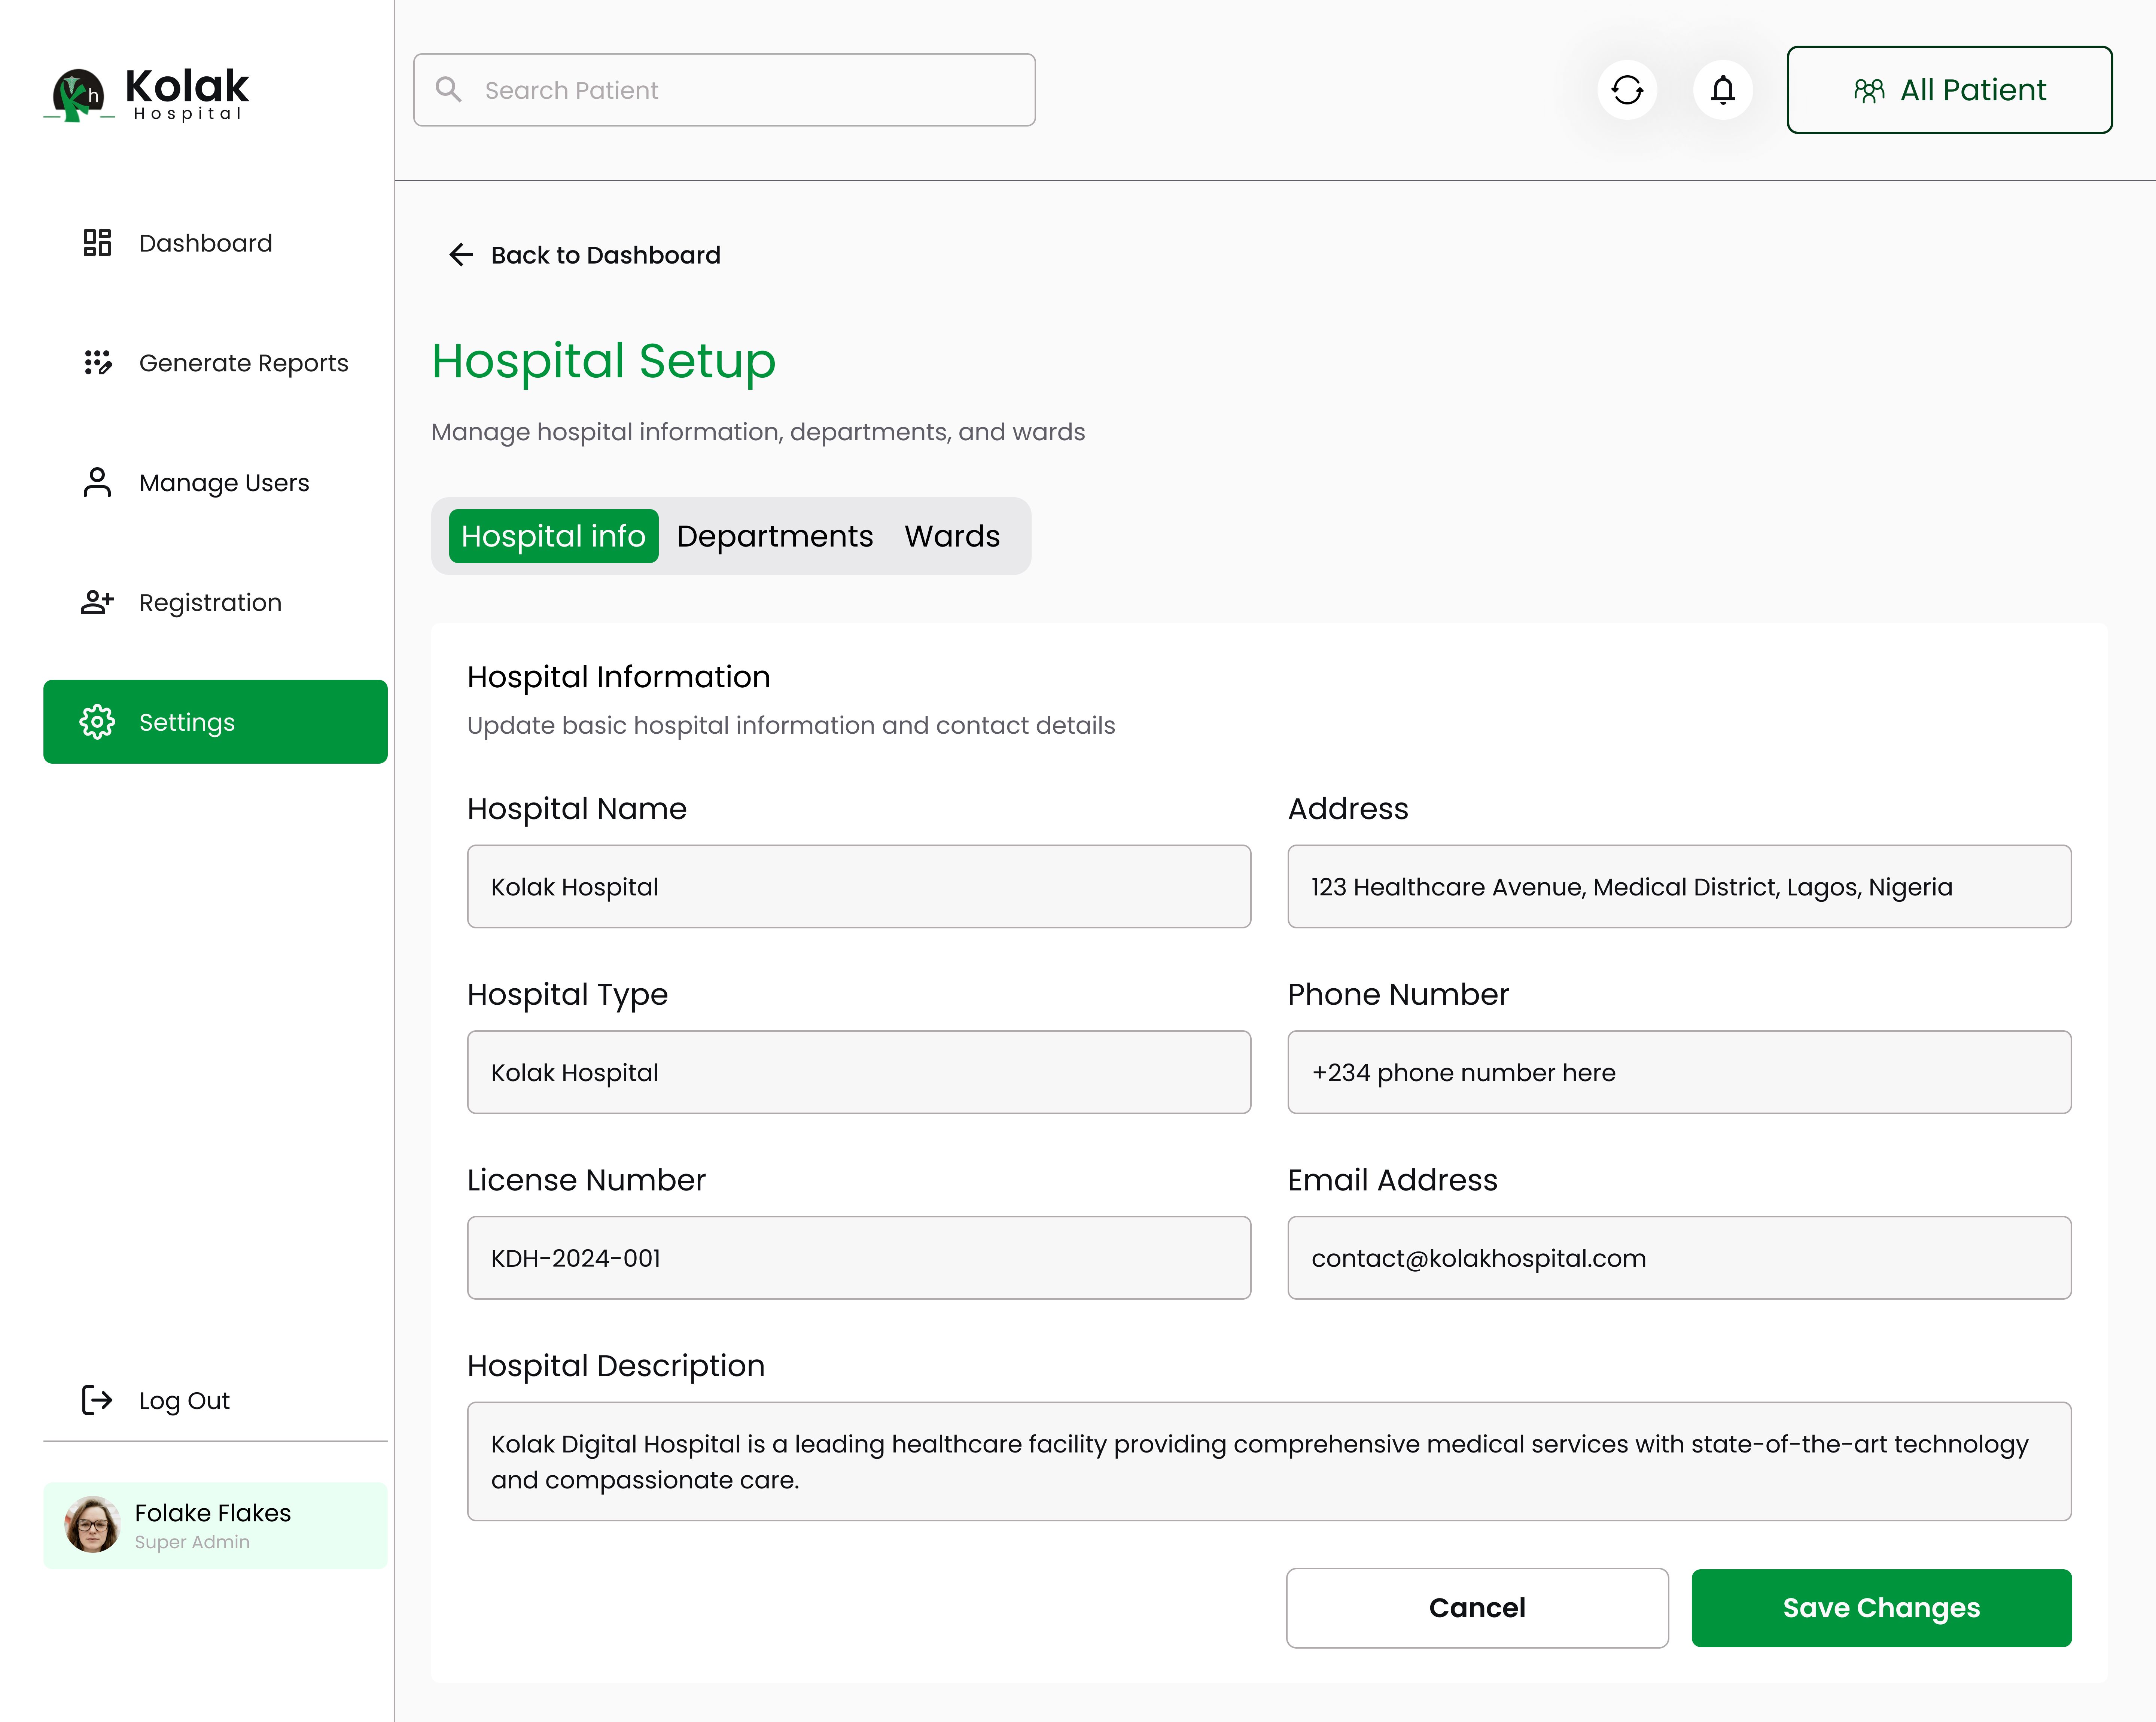 Kolak
Hospital
h
Search Patient
All Patient
Dashboard
Generate Reports
Manage Users
Registration
Settings
Log Out
Folake Flakes
Super Admin
Back to Dashboard
Hospital Setup
Manage hospital information, departments, and wards
Hospital info Departments Wards
Hospital Information
Update basic hospital information and contact details
Hospital Name
Kolak Hospital
Address
123 Healthcare Avenue, Medical District, Lagos, Nigeria
Hospital Type
Kolak Hospital
Phone Number
+234 phone number here
License Number
KDH-2024-001
Email Address
contact@kolakhospital.com
Hospital Description
Kolak Digital Hospital is a leading healthcare facility providing comprehensive medical services with state-of-the-art technology
and compassionate care.
Cancel
Save Changes